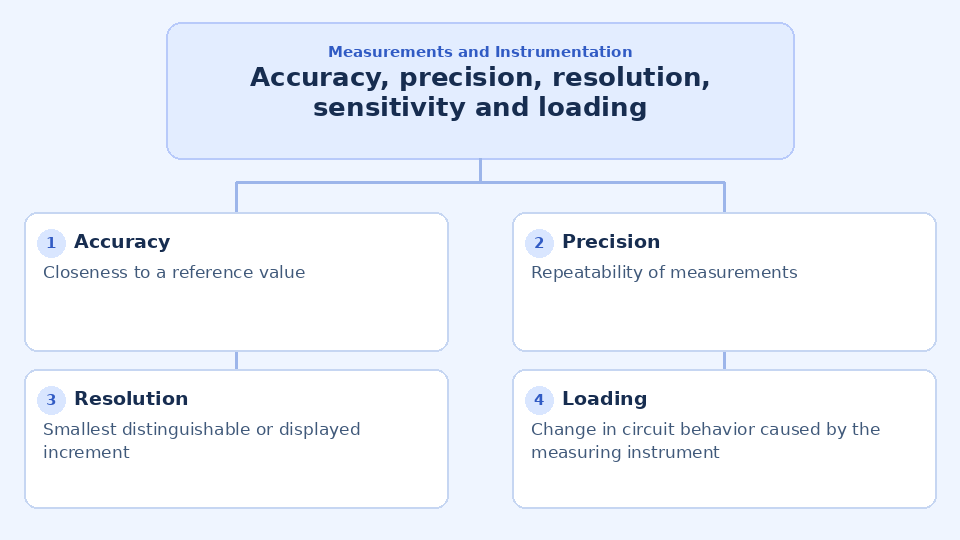 Measurements and Instrumentation
Accuracy, precision, resolution,
sensitivity and loading
1 Accuracy
Closeness to a reference value
2 Precision
Repeatability of measurements
3 Resolution
Smallest distinguishable or displayed
increment
4 Loading
Change in circuit behavior caused by the
measuring instrument